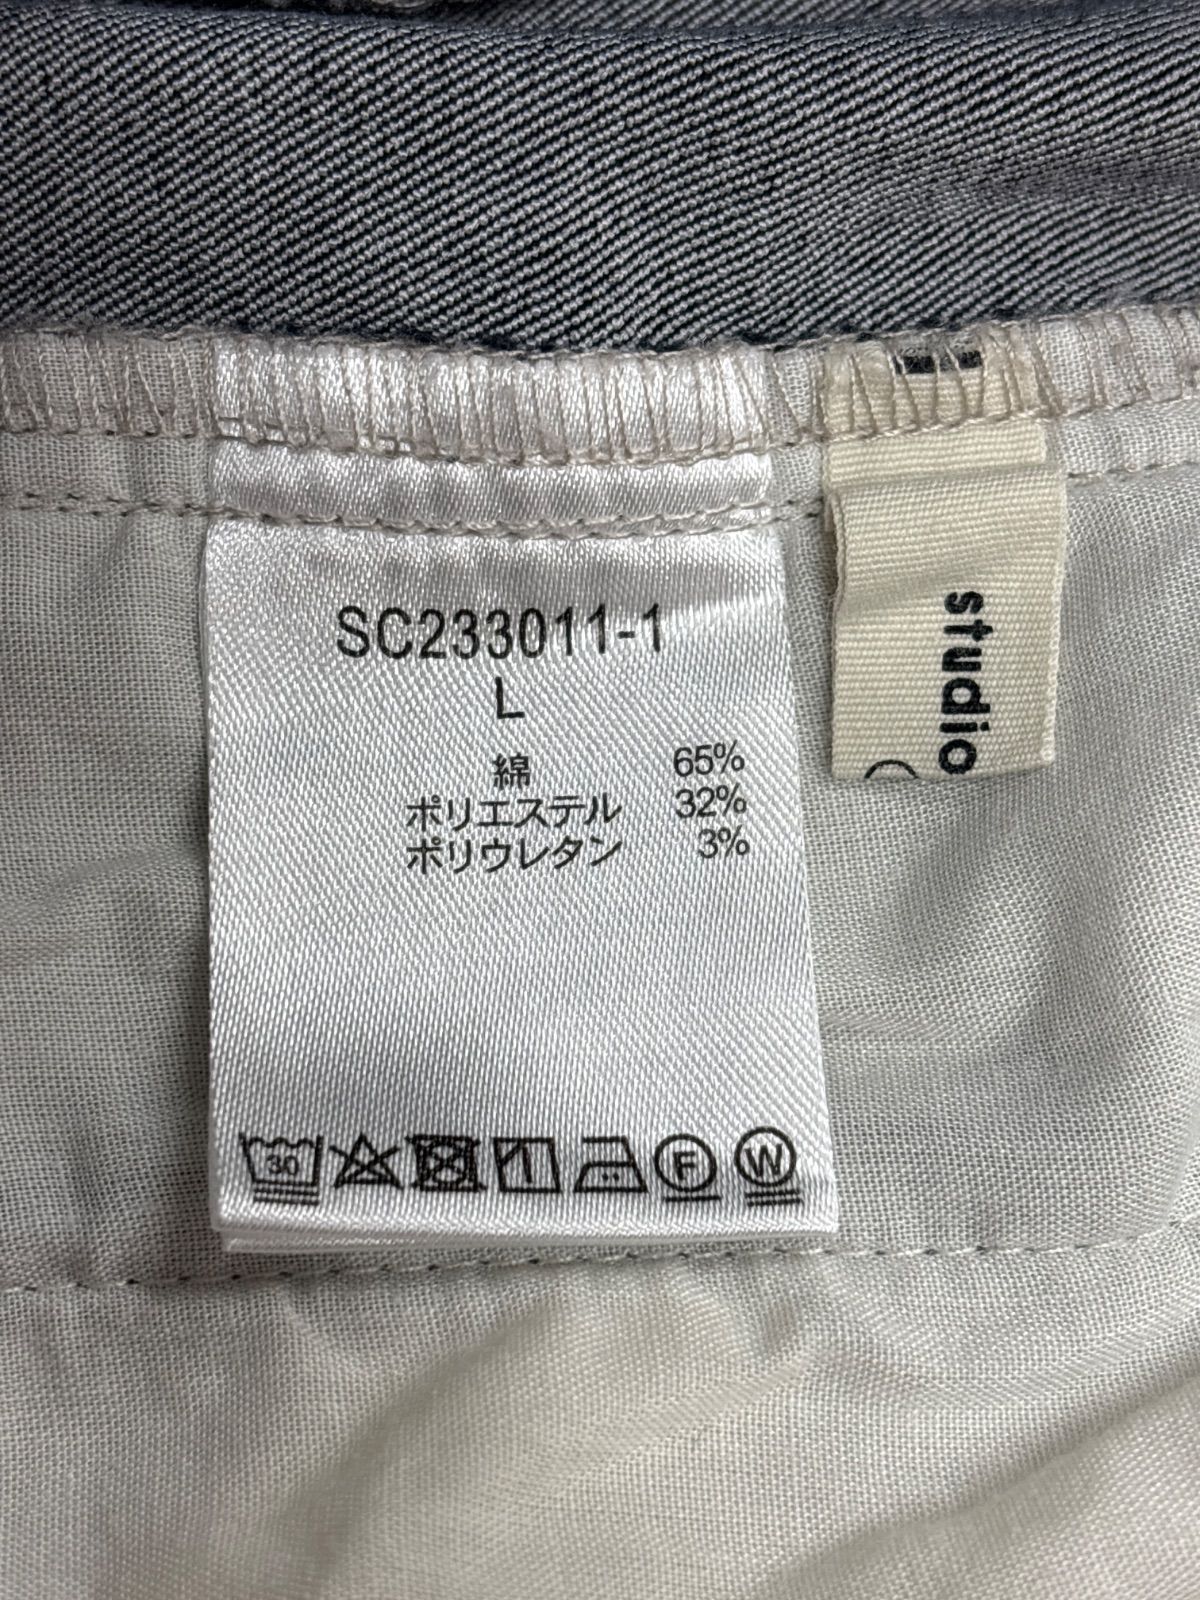 SC233011-1
L
綿 65%
ポリエステル 32%
ポリウレタン 3%
30
F
W
studio